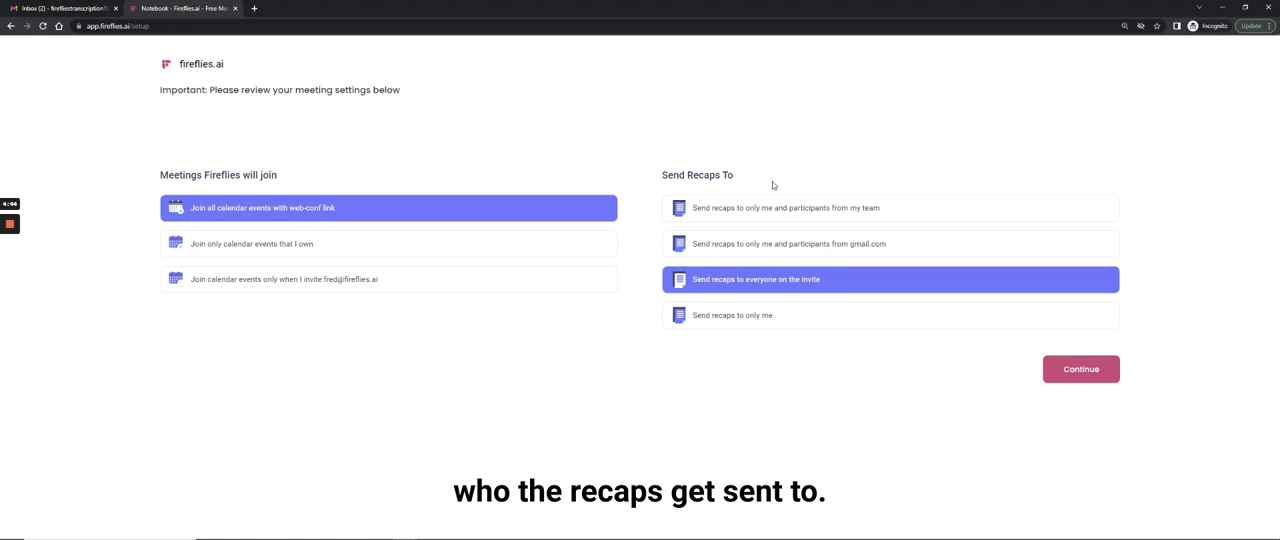 Inbox (2) - firefliestranscription10
Notebook - Fireflies.ai - Free Me
app.fireflies.ai/setup
Incognito
Update
fireflies.ai
Important: Please review your meeting settings below
Meetings Fireflies will join
Join all calendar events with web-conf link
Join only calendar events that I own
Join calendar events only when I invite fred@fireflies.ai
Send Recaps To
Send recaps to only me and participants from my team
Send recaps to only me and participants from gmail.com
Send recaps to everyone on the invite
Send recaps to only me
Continue
4:44
who the recaps get sent to.